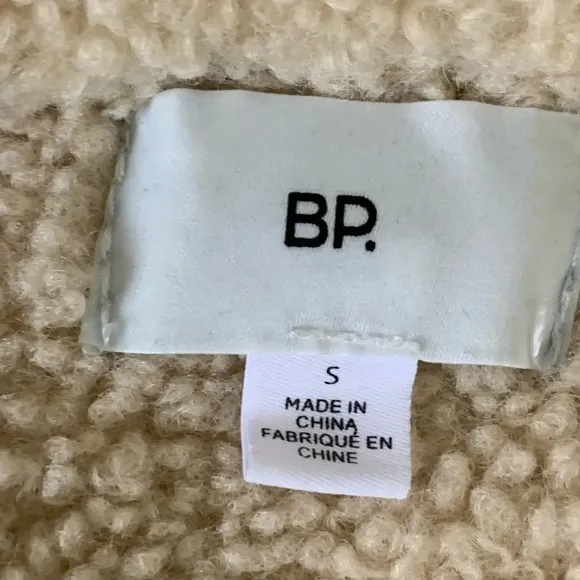 BP.
S
MADE IN
CHINA
FABRIQUÉ EN
CHINE